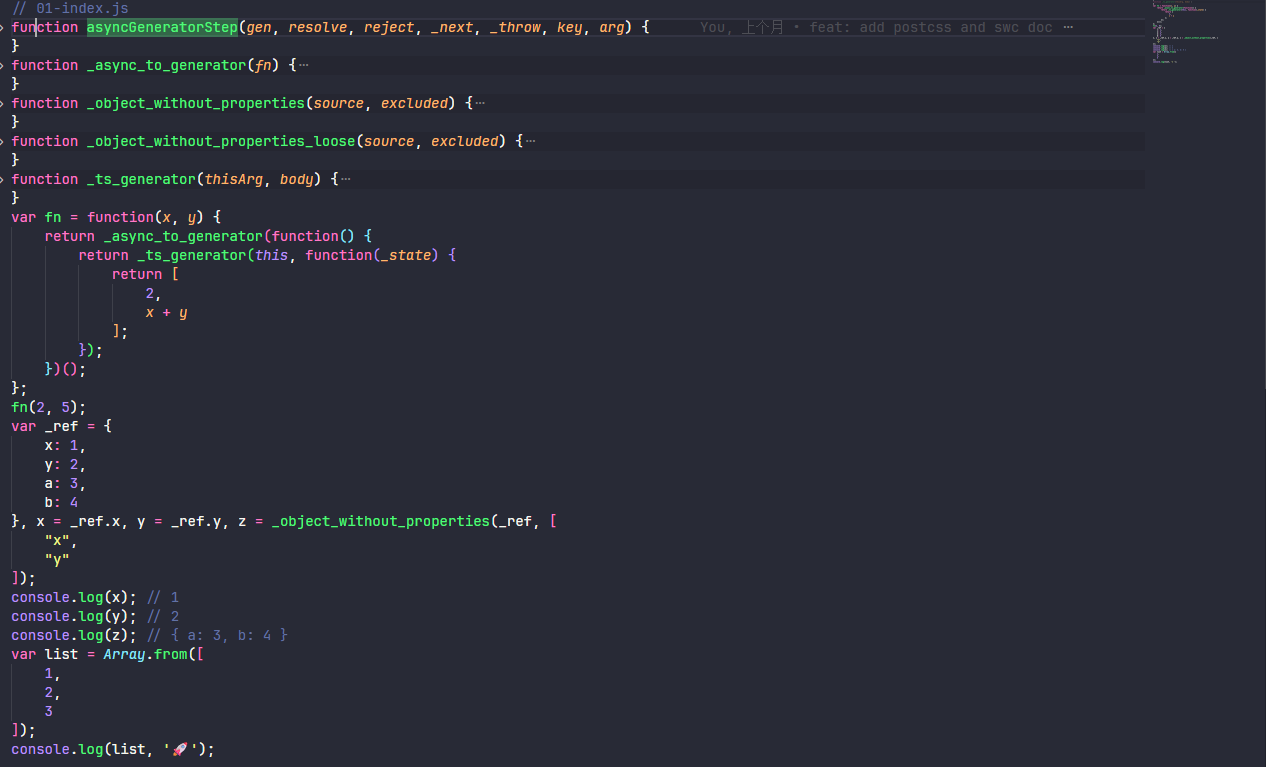 // 01-index.js
function asyncGeneratorStep(gen, resolve, reject, _next, _throw, key, arg) { You, 上个月 • feat: add postcss and swc doc ⋯
}
function _async_to_generator(fn) {⋯
}
function _object_without_properties(source, excluded) {⋯
}
function _object_without_properties_loose(source, excluded) {⋯
}
function _ts_generator(thisArg, body) {⋯
}
var fn = function(x, y) {
    return _async_to_generator(function() {
        return _ts_generator(this, function(_state) {
            return [
                2,
                x + y
            ];
        });
    })();
};
fn(2, 5);
var _ref = {
    x: 1,
    y: 2,
    a: 3,
    b: 4
}, x = _ref.x, y = _ref.y, z = _object_without_properties(_ref, [
    "x",
    "y"
]);
console.log(x); // 1
console.log(y); // 2
console.log(z); // { a: 3, b: 4 }
var list = Array.from([
    1,
    2,
    3
]);
console.log(list, '🚀');